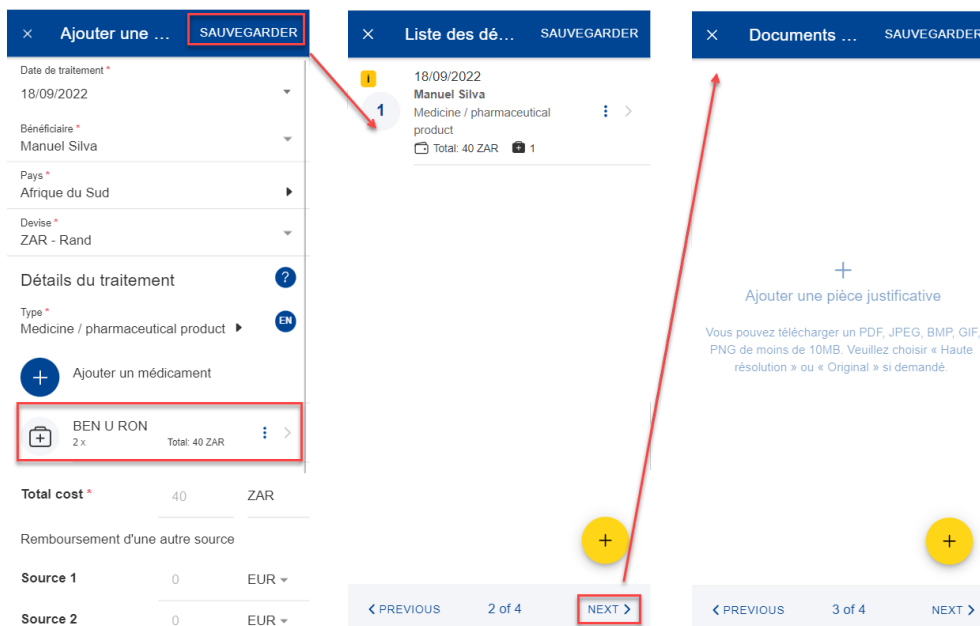 × Ajouter une ... SAUVEGARDER
Date de traitement *
18/09/2022
Bénéficiaire *
Manuel Silva
Pays *
Afrique du Sud
Devise *
ZAR - Rand
Détails du traitement ?
Type *
Medicine / pharmaceutical product EN
+ Ajouter un médicament
BEN U RON
2 x Total: 40 ZAR
Total cost * 40 ZAR
Remboursement d'une autre source
Source 1 0 EUR
Source 2 0 EUR
× Liste des dé... SAUVEGARDER
! 18/09/2022
1 Manuel Silva
Medicine / pharmaceutical
product
Total: 40 ZAR 1
+
< PREVIOUS 2 of 4 NEXT >
× Documents ... SAUVEGARDER
+
Ajouter une pièce justificative
Vous pouvez télécharger un PDF, JPEG, BMP, GIF,
PNG de moins de 10MB. Veuillez choisir « Haute
résolution » ou « Original » si demandé.
+
< PREVIOUS 3 of 4 NEXT >